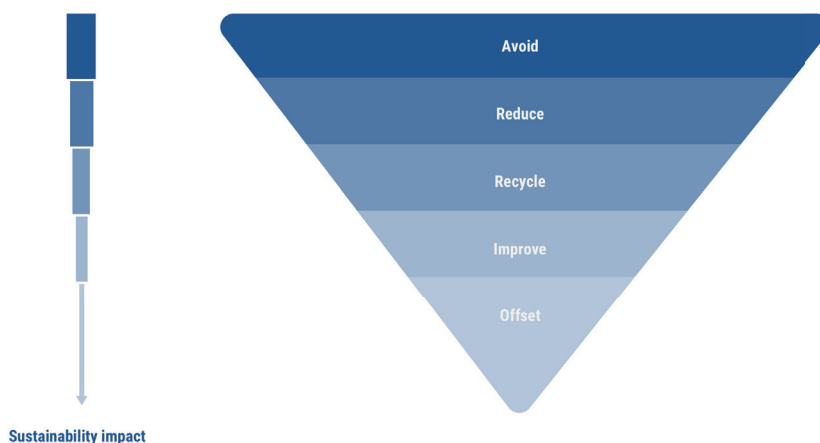 Avoid
Reduce
Recycle
Improve
Offset
Sustainability impact